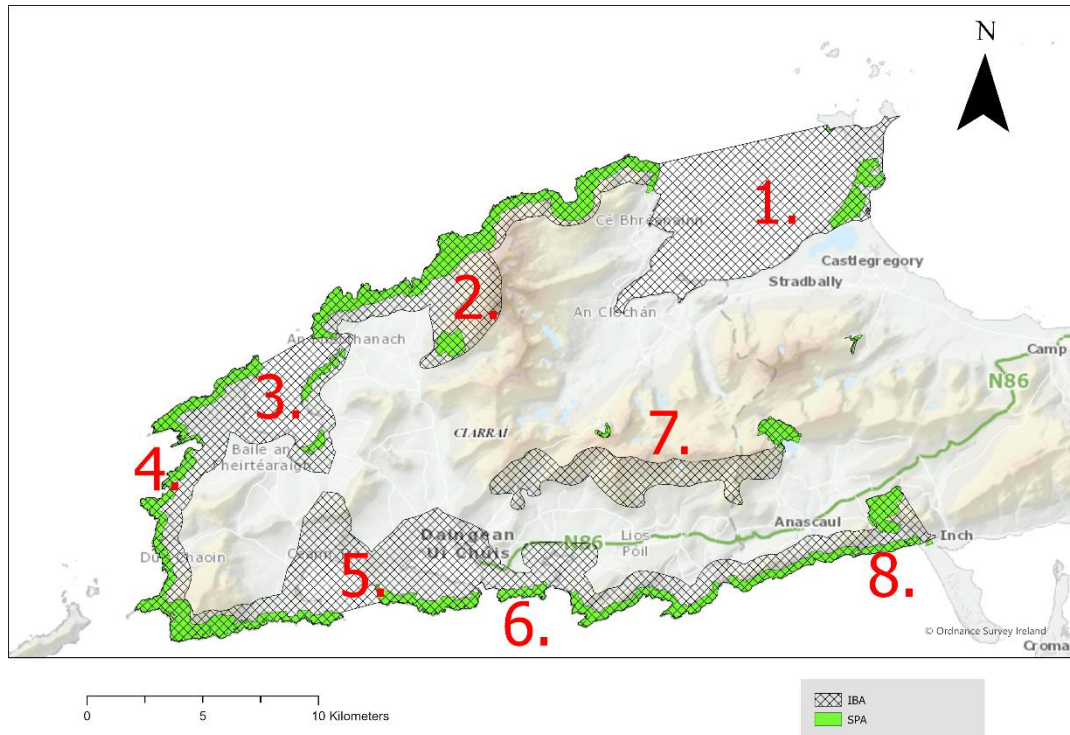 N
1.
Cé Bhréanainn
Castlegregory
Stradbally
2.
An Clochán
Camp
N86
3.
CIARRAÍ
7.
Baile an
Fheirtéaraigh
4.
Anascaul
Inch
Daingean
Uí Chúis
N86
Lios
Póil
5.
8.
6.
© Ordnance Survey Ireland
Croma
0
5
10 Kilometers
IBA
SPA